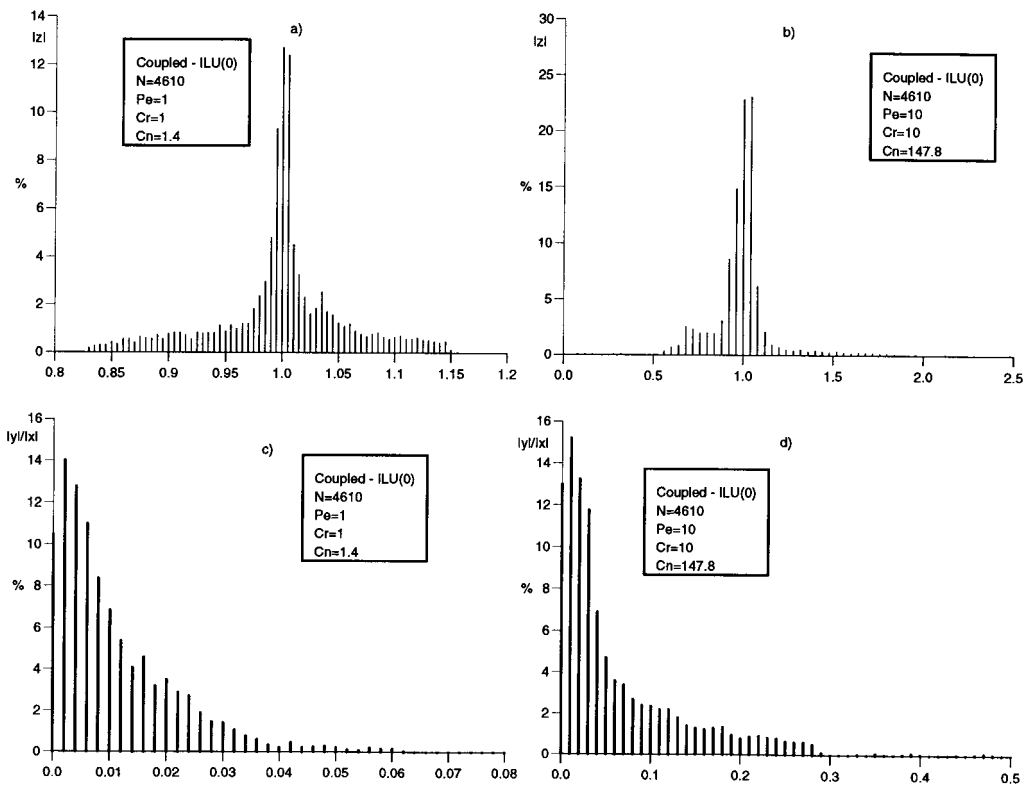 14
|z|
12
10
%
8
6
4
2
0
0.8 0.85 0.9 0.95 1.0 1.05 1.10 1.15 1.2
a)
Coupled - ILU(0)
N=4610
Pe=1
Cr=1
Cn=1.4
30
|z|
25
20
% 15
10
5
0
0.0 0.5 1.0 1.5 2.0 2.5
b)
Coupled - ILU(0)
N=4610
Pe=10
Cr=10
Cn=147.8
16
|y|/|x|
14
12
10
% 8
6
4
2
0
0.0 0.01 0.02 0.03 0.04 0.05 0.06 0.07 0.08
c)
Coupled - ILU(0)
N=4610
Pe=1
Cr=1
Cn=1.4
16
|y|/|x|
14
12
10
% 8
6
4
2
0
0.0 0.1 0.2 0.3 0.4 0.5
d)
Coupled - ILU(0)
N=4610
Pe=10
Cr=10
Cn=147.8